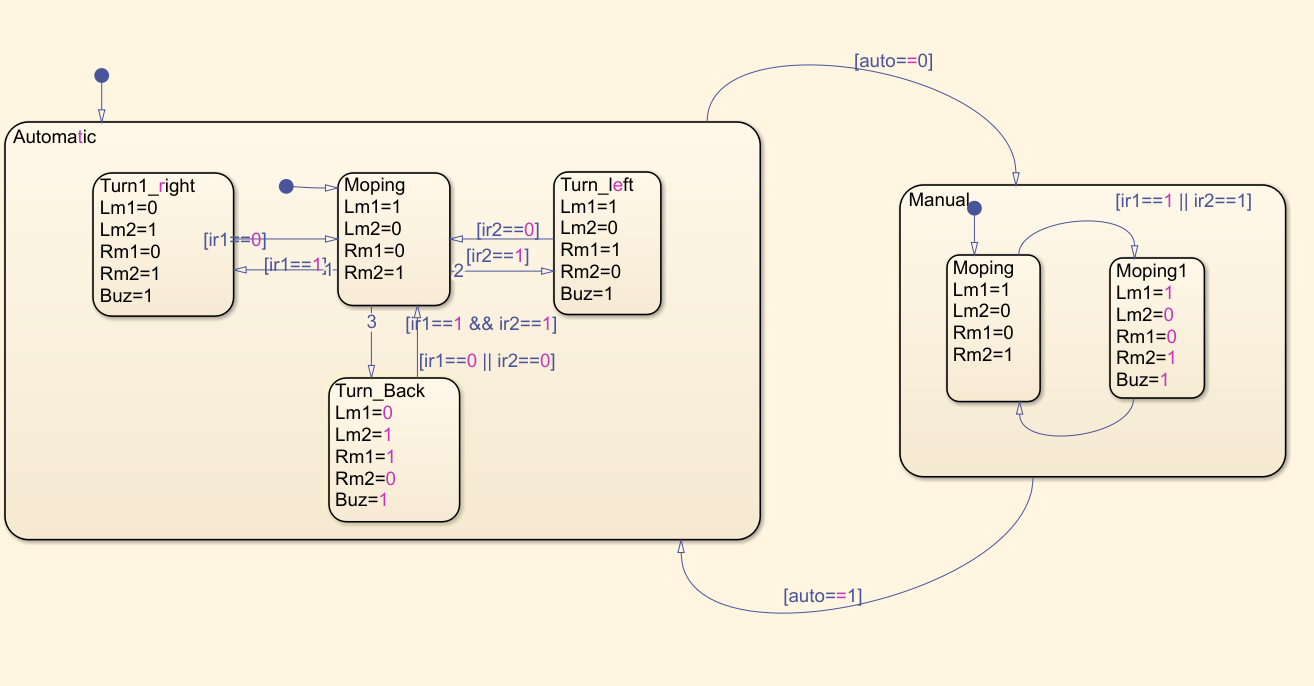 [auto==0]
Automatic
Turn1_right
Lm1=0
Lm2=1
Rm1=0
Rm2=1
Buz=1
[ir1==0]
[ir1==1]
1
Moping
Lm1=1
Lm2=0
Rm1=0
Rm2=1
[ir2==0]
[ir2==1]
2
Turn_left
Lm1=1
Lm2=0
Rm1=1
Rm2=0
Buz=1
3
[ir1==1 && ir2==1]
[ir1==0 || ir2==0]
Turn_Back
Lm1=0
Lm2=1
Rm1=1
Rm2=0
Buz=1
Manual
[ir1==1 || ir2==1]
Moping
Lm1=1
Lm2=0
Rm1=0
Rm2=1
Moping1
Lm1=1
Lm2=0
Rm1=0
Rm2=1
Buz=1
[auto==1]